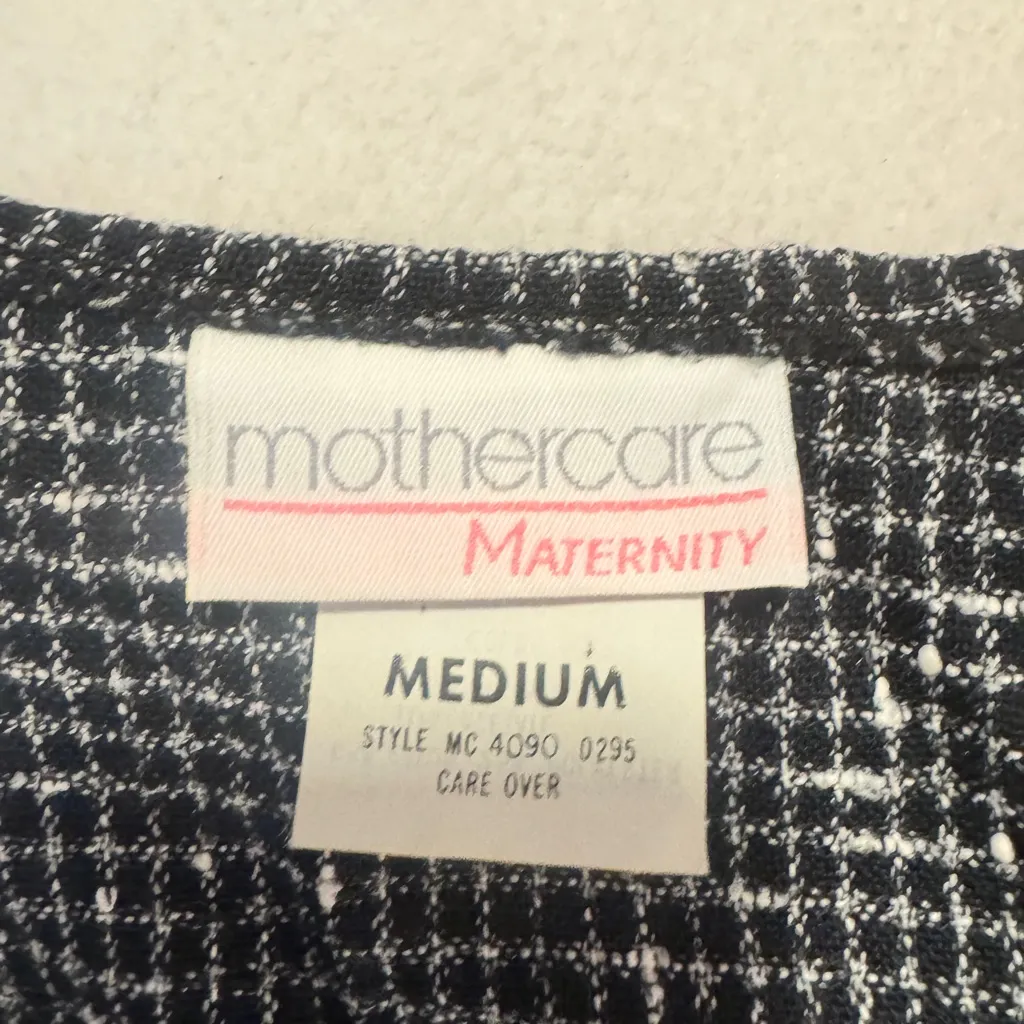 mothercare
MATERNITY
MEDIUM
STYLE MC 4090 0295
CARE OVER